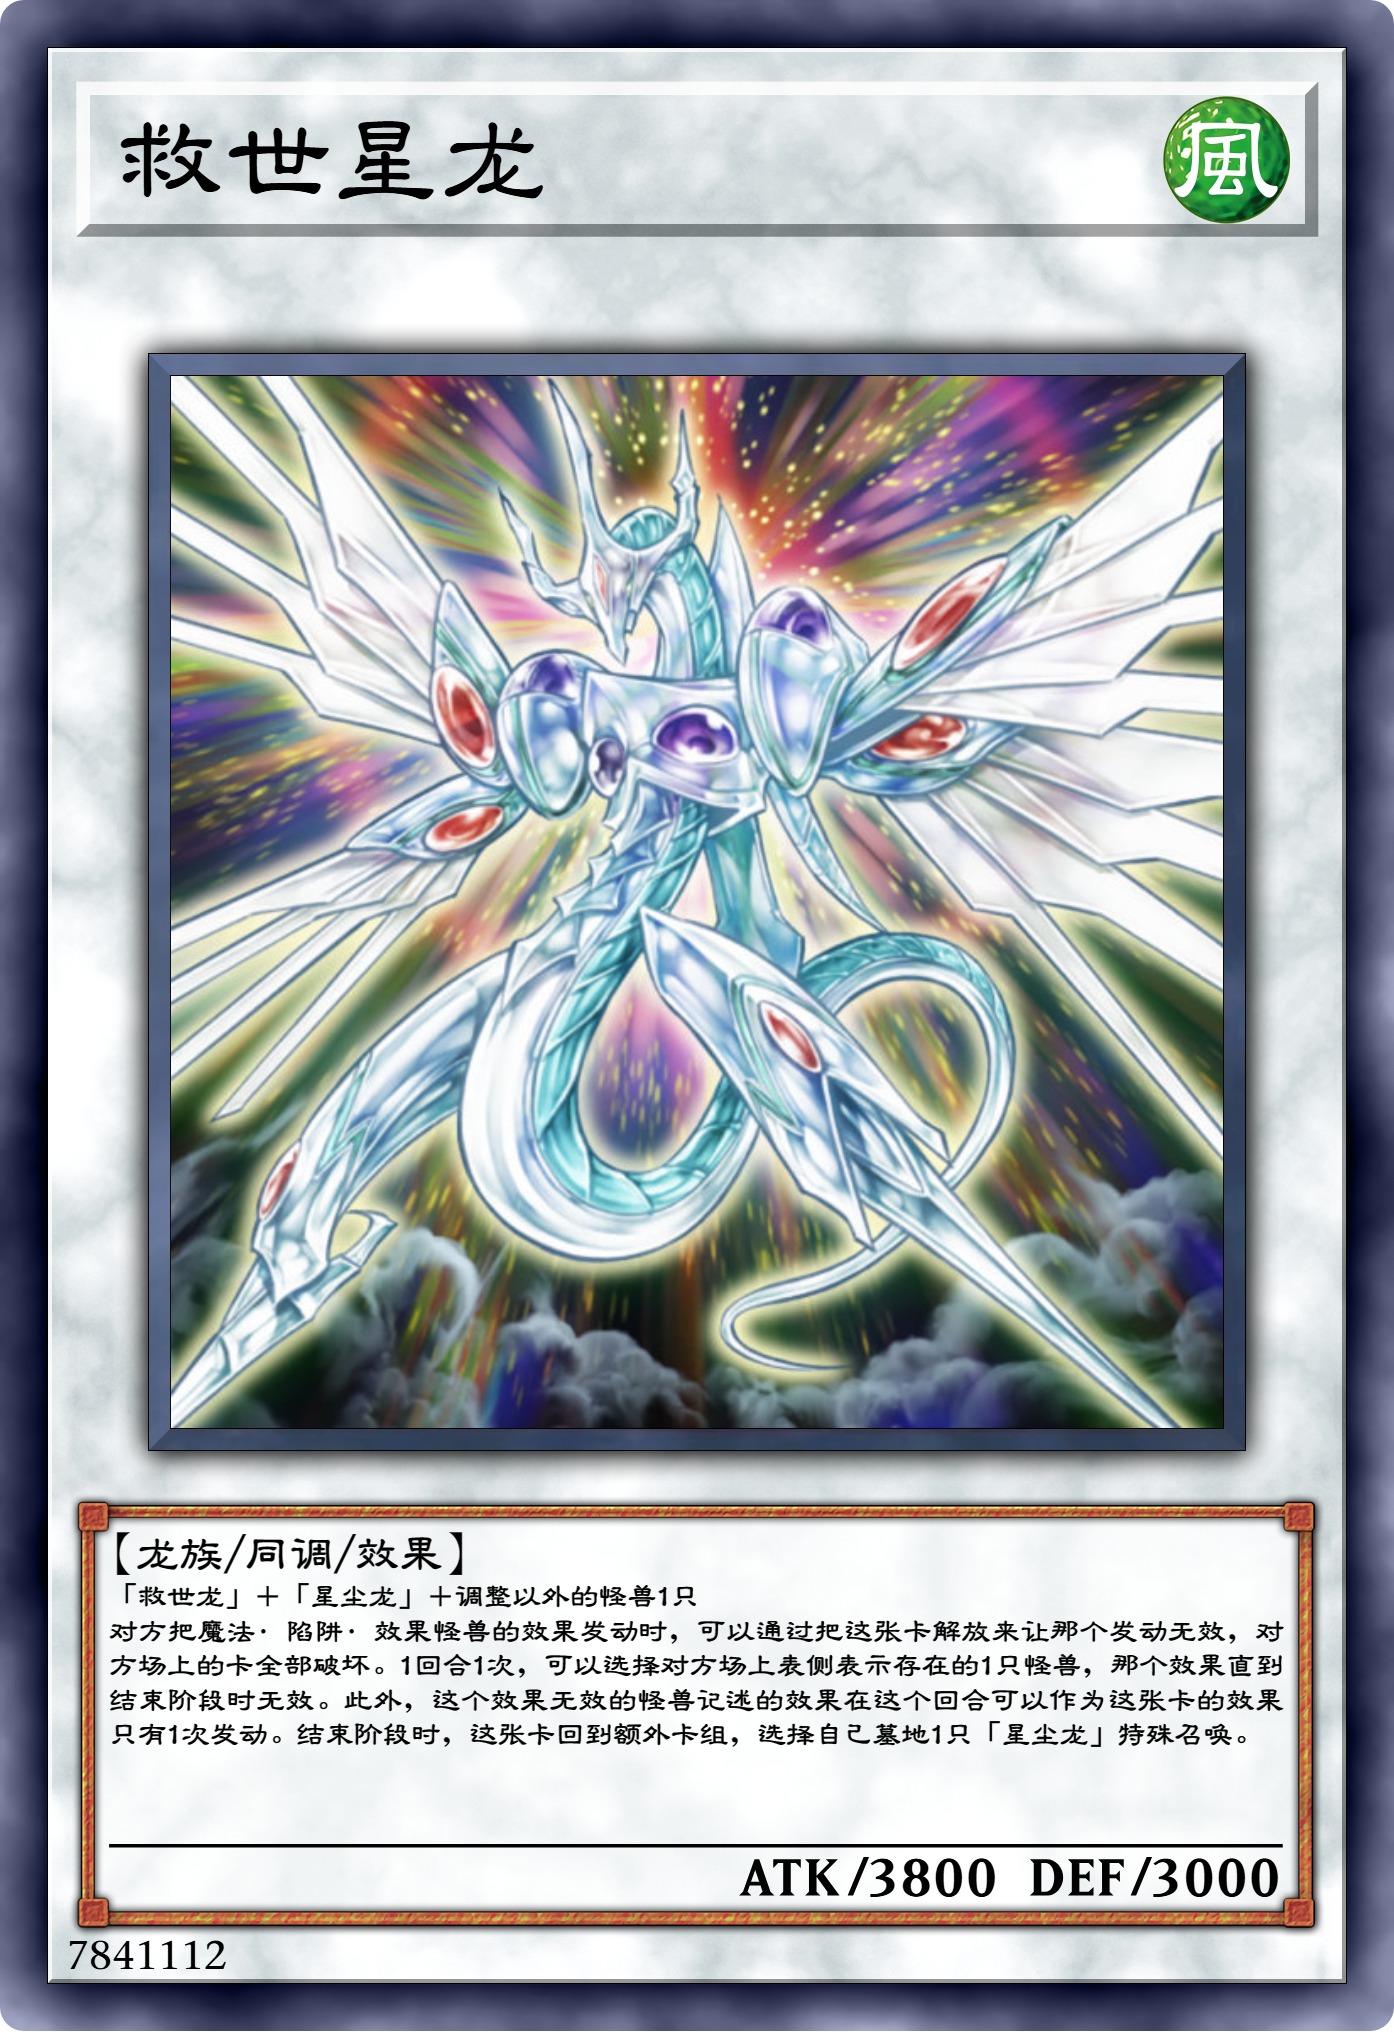 救世星龙
風
【龙族/同调/效果】
「救世龙」＋「星尘龙」＋调整以外的怪兽1只
对方把魔法·陷阱·效果怪兽的效果发动时，可以通过把这张卡解放来让那个发动无效，对
方场上的卡全部破坏。1回合1次，可以选择对方场上表侧表示存在的1只怪兽，那个效果直到
结束阶段时无效。此外，这个效果无效的怪兽记述的效果在这个回合可以作为这张卡的效果
只有1次发动。结束阶段时，这张卡回到额外卡组，选择自己墓地1只「星尘龙」特殊召唤。
ATK/3800 DEF/3000
7841112